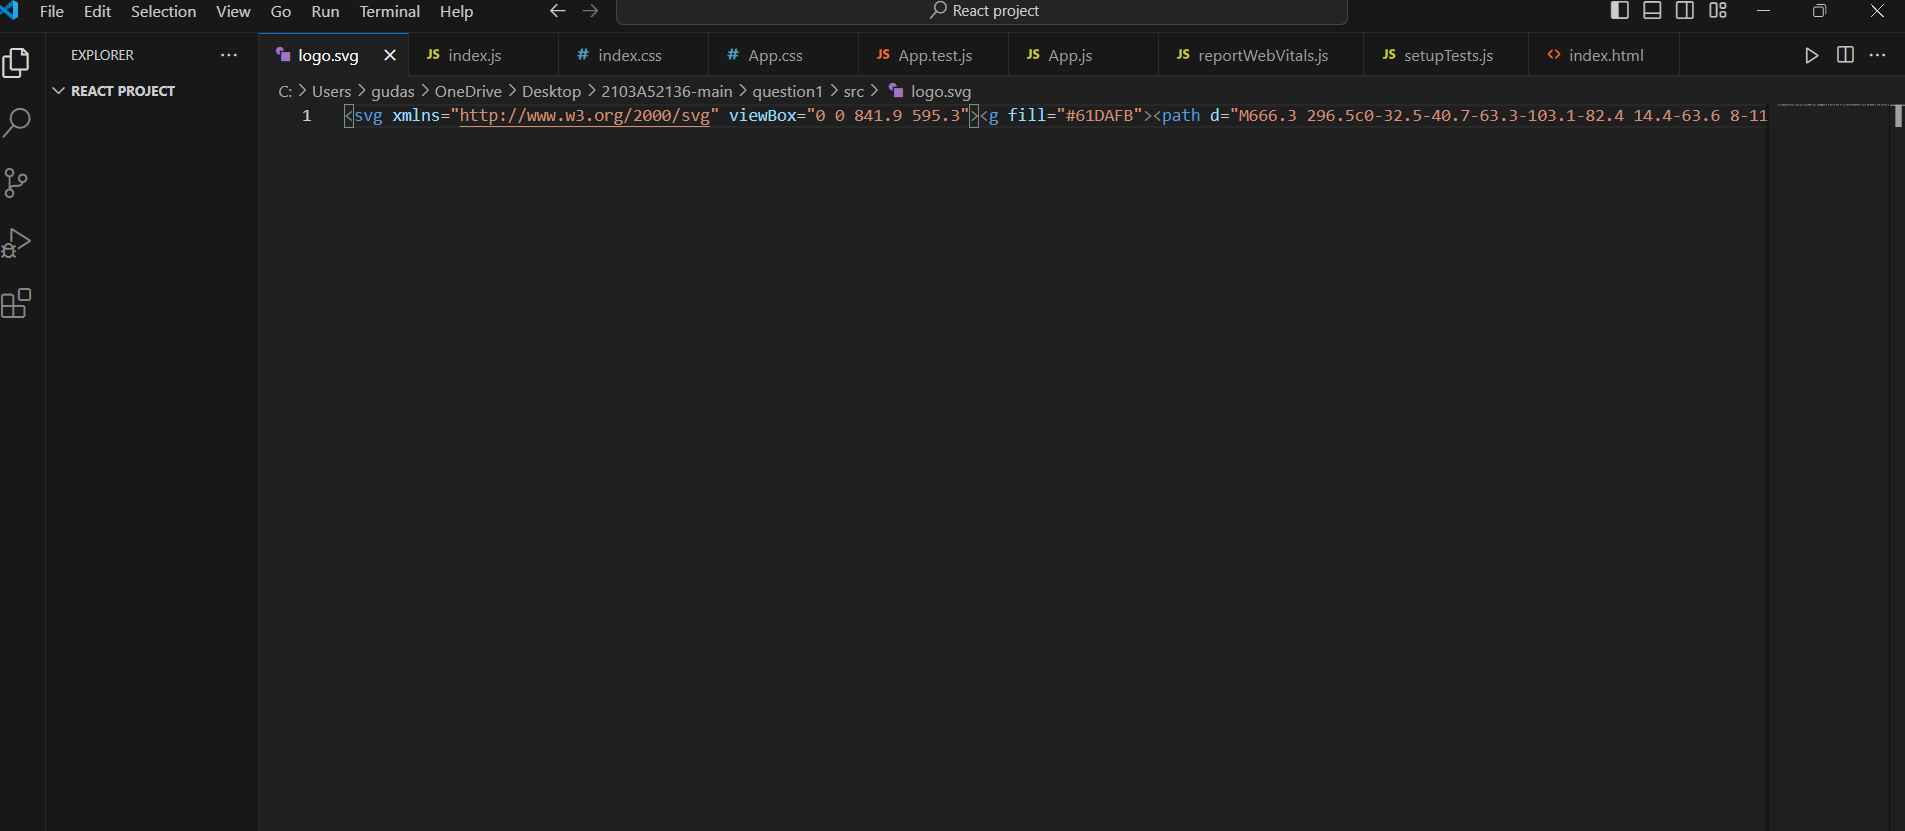 File Edit Selection View Go Run Terminal Help
React project
EXPLORER
REACT PROJECT
logo.svg
JS index.js
# index.css
# App.css
JS App.test.js
JS App.js
JS reportWebVitals.js
JS setupTests.js
<> index.html
C: > Users > gudas > OneDrive > Desktop > 2103A52136-main > question1 > src > logo.svg
1 <svg xmlns="http://www.w3.org/2000/svg" viewBox="0 0 841.9 595.3"><g fill="#61DAFB"><path d="M666.3 296.5c0-32.5-40.7-63.3-103.1-82.4 14.4-63.6 8-11